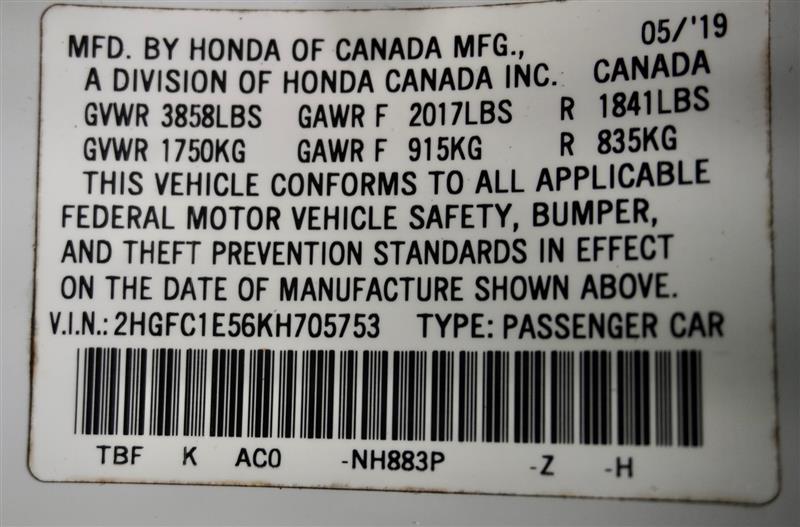 MFD. BY HONDA OF CANADA MFG., 05/'19
A DIVISION OF HONDA CANADA INC. CANADA
GVWR 3858LBS GAWR F 2017LBS R 1841LBS
GVWR 1750KG GAWR F 915KG R 835KG
THIS VEHICLE CONFORMS TO ALL APPLICABLE
FEDERAL MOTOR VEHICLE SAFETY, BUMPER,
AND THEFT PREVENTION STANDARDS IN EFFECT
ON THE DATE OF MANUFACTURE SHOWN ABOVE.
V.I.N.: 2HGFC1E56KH705753 TYPE: PASSENGER CAR
TBF K AC0 -NH883P -Z -H